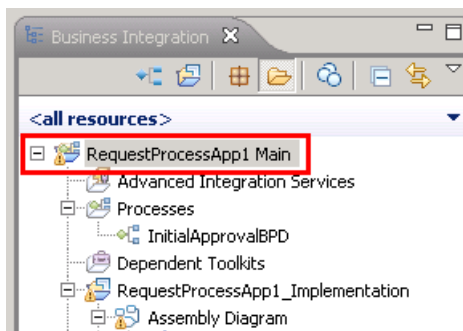 Business Integration
<all resources>
RequestProcessApp1 Main
Advanced Integration Services
Processes
InitialApprovalBPD
Dependent Toolkits
RequestProcessApp1_Implementation
Assembly Diagram